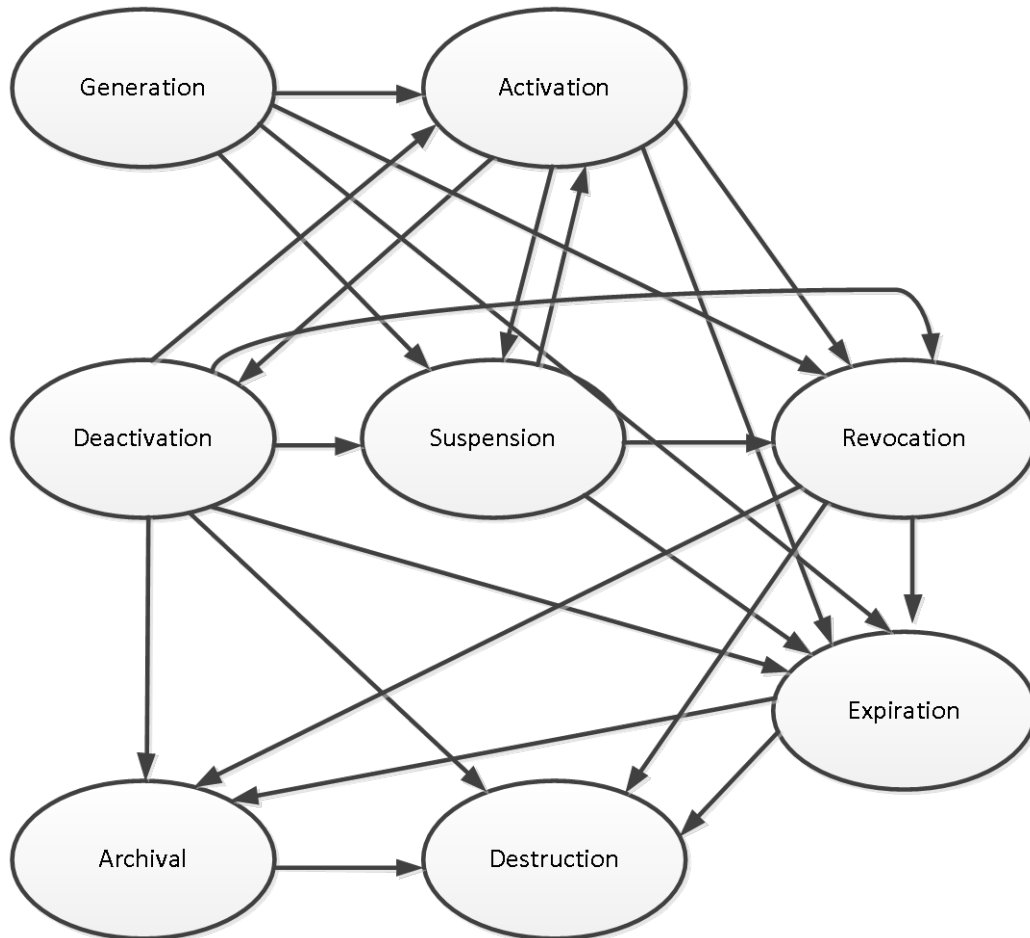 Generation
Activation
Deactivation
Suspension
Revocation
Expiration
Archival
Destruction